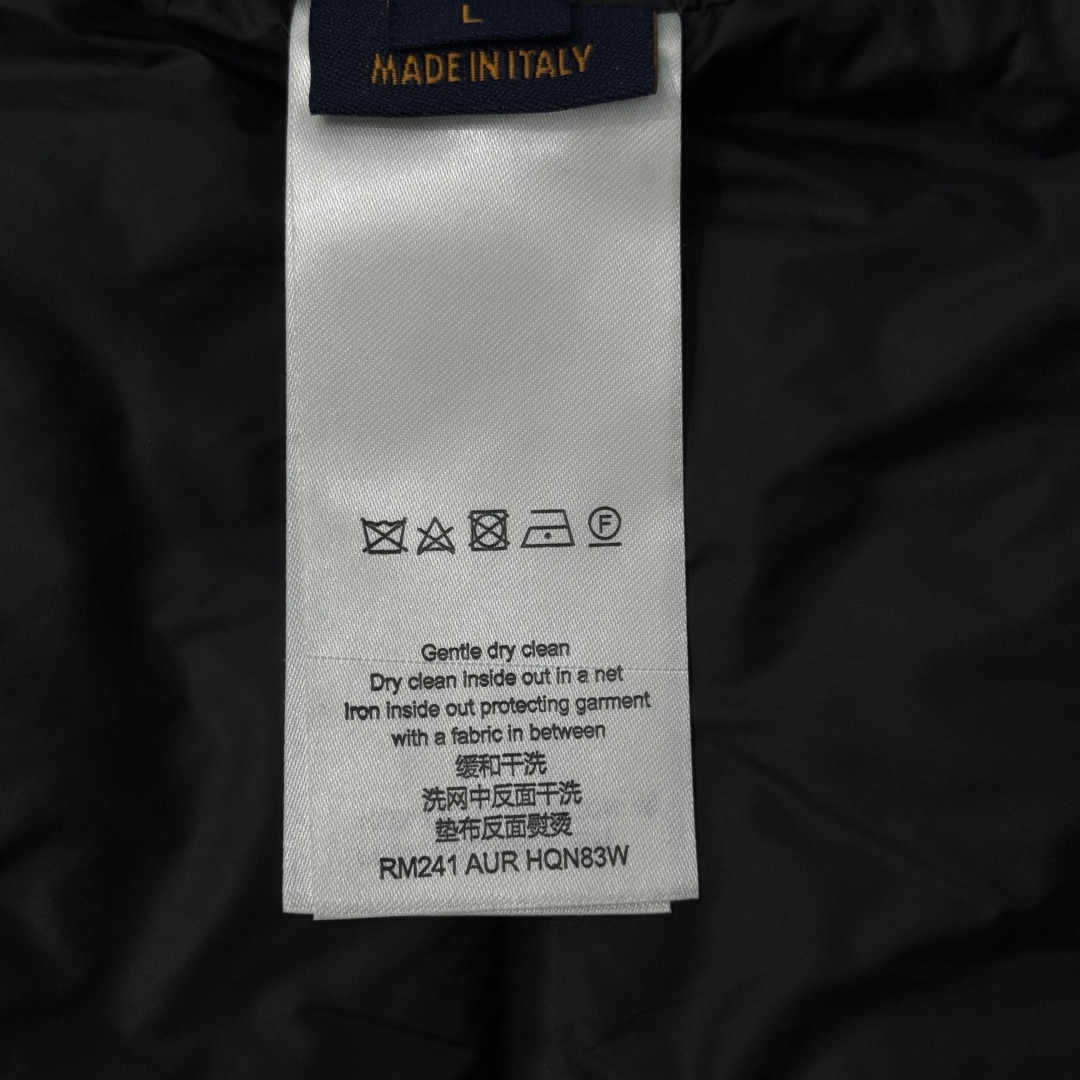 L
MADE IN ITALY
F
Gentle dry clean
Dry clean inside out in a net
Iron inside out protecting garment
with a fabric in between
缓和干洗
洗网中反面干洗
垫布反面熨烫
RM241 AUR HQN83W